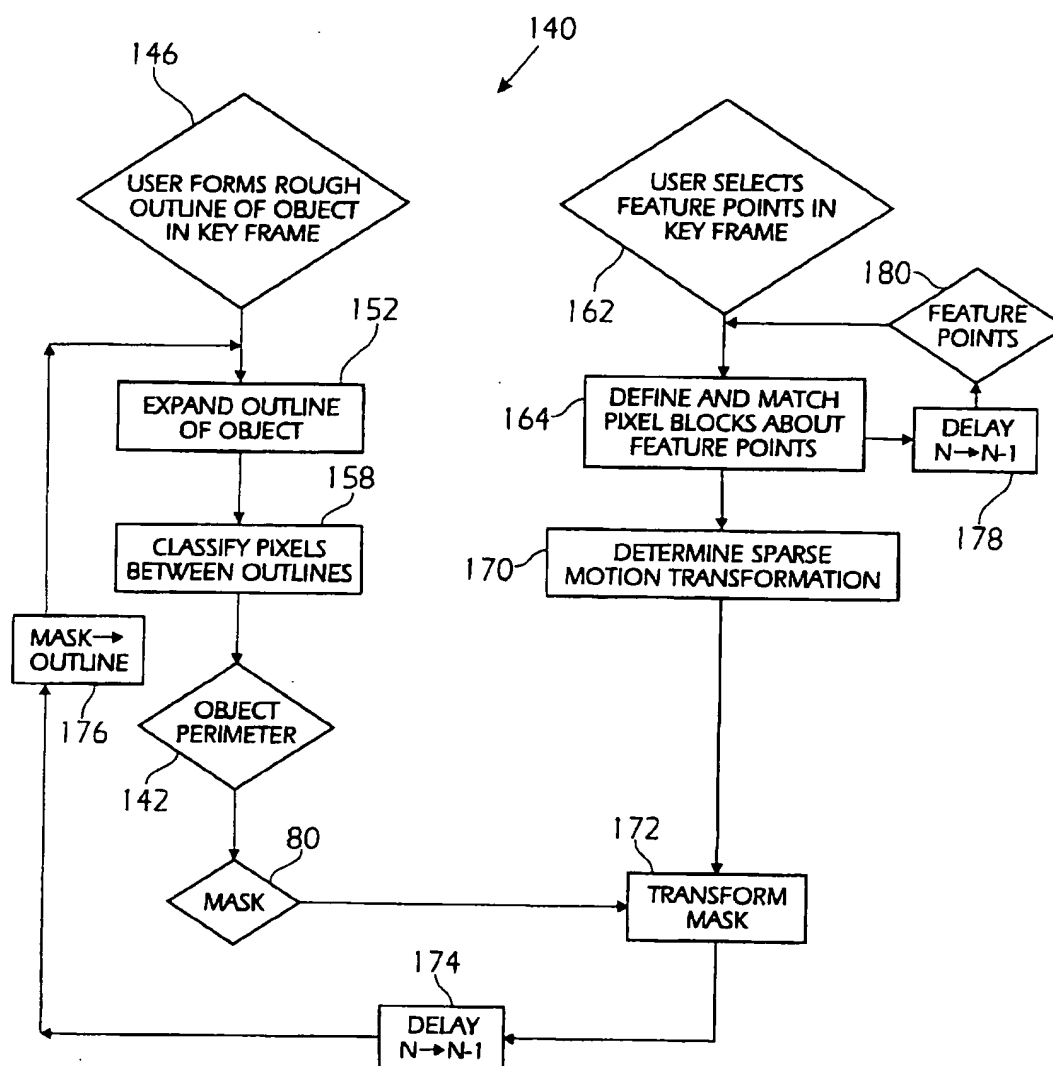 140
146
USER FORMS ROUGH
OUTLINE OF OBJECT
IN KEY FRAME
USER SELECTS
FEATURE POINTS IN
KEY FRAME
162
180
FEATURE
POINTS
152
EXPAND OUTLINE
OF OBJECT
164
DEFINE AND MATCH
PIXEL BLOCKS ABOUT
FEATURE POINTS
DELAY
N→N-1
178
158
CLASSIFY PIXELS
BETWEEN OUTLINES
170
DETERMINE SPARSE
MOTION TRANSFORMATION
MASK→
OUTLINE
176
OBJECT
PERIMETER
142
80
MASK
172
TRANSFORM
MASK
174
DELAY
N→N-1